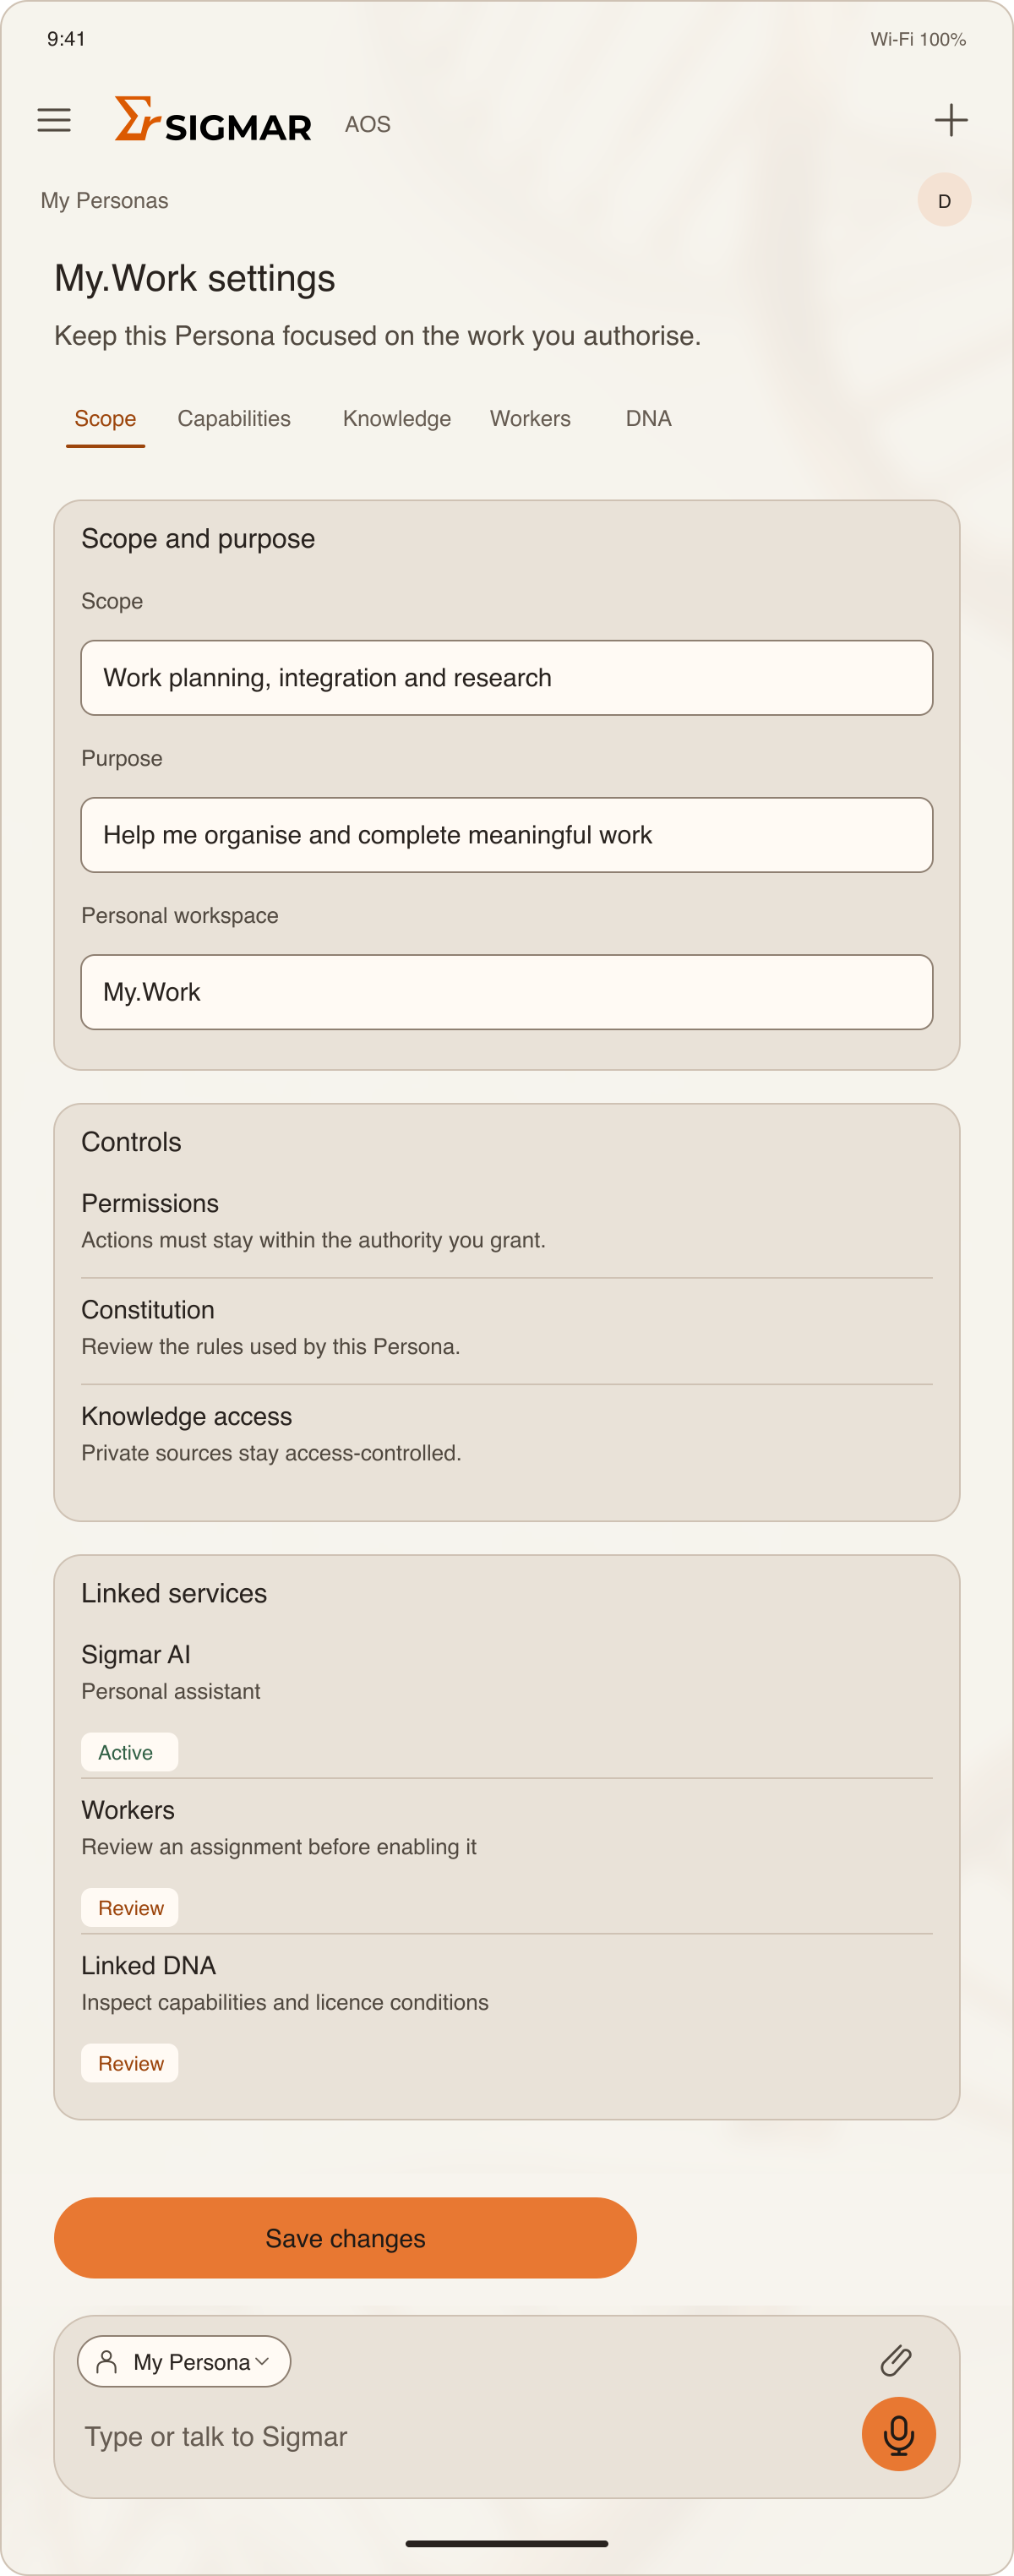 9:41
Wi-Fi 100%
Σr SIGMAR AOS
My Personas
D
My.Work settings
Keep this Persona focused on the work you authorise.
Scope Capabilities Knowledge Workers DNA
Scope and purpose
Scope
Work planning, integration and research
Purpose
Help me organise and complete meaningful work
Personal workspace
My.Work
Controls
Permissions
Actions must stay within the authority you grant.
Constitution
Review the rules used by this Persona.
Knowledge access
Private sources stay access-controlled.
Linked services
Sigmar AI
Personal assistant
Active
Workers
Review an assignment before enabling it
Review
Linked DNA
Inspect capabilities and licence conditions
Review
Save changes
My Persona
Type or talk to Sigmar